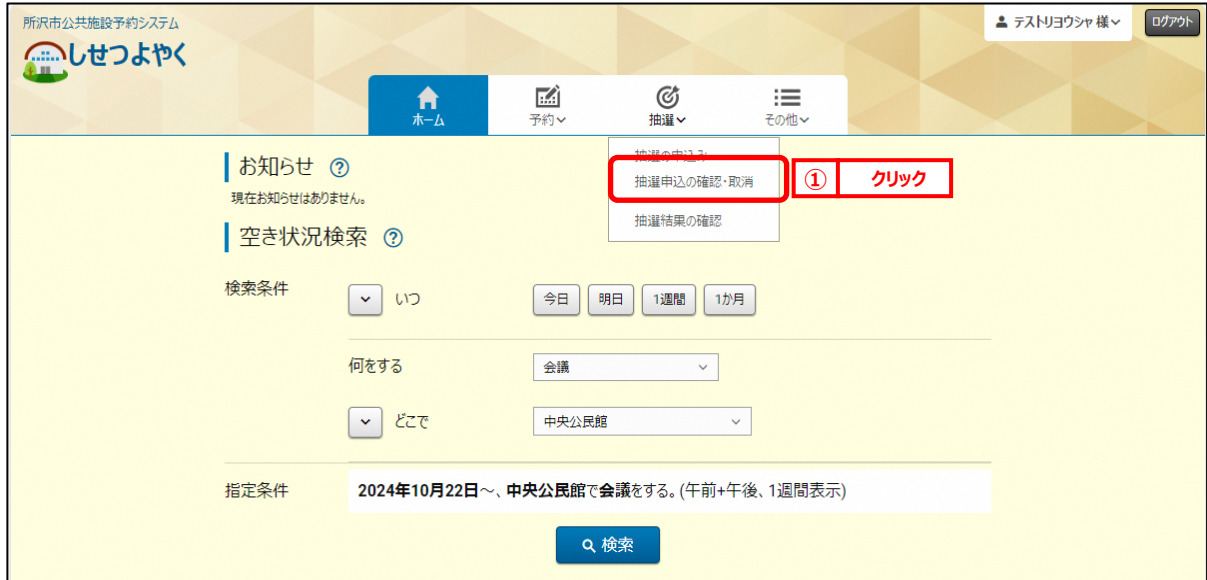 所沢市公共施設予約システム
しせつよやく
テストリヨウシャ 様
ログアウト
ホーム
予約
抽選
その他
抽選の申込み
抽選申込の確認・取消
① クリック
抽選結果の確認
お知らせ ?
現在お知らせはありません。
空き状況検索 ?
検索条件
いつ 今日 明日 1週間 1か月
何をする 会議
どこで 中央公民館
指定条件 2024年10月22日～、中央公民館で会議をする。(午前+午後、1週間表示)
検索